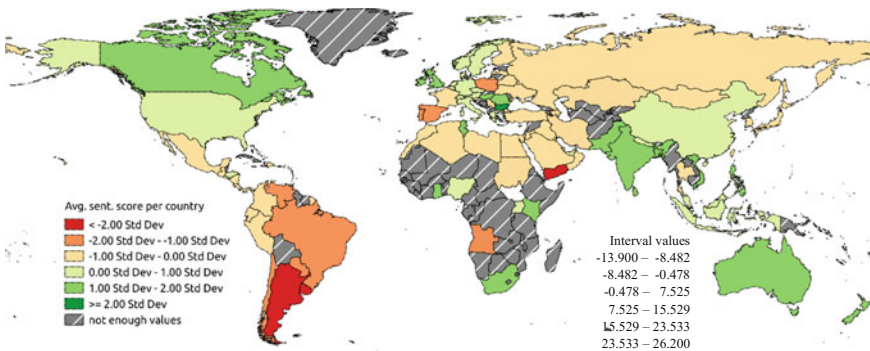 Avg. sent. score per country
< -2.00 Std Dev
-2.00 Std Dev - -1.00 Std Dev
-1.00 Std Dev - 0.00 Std Dev
0.00 Std Dev - 1.00 Std Dev
1.00 Std Dev - 2.00 Std Dev
>= 2.00 Std Dev
not enough values
Interval values
-13.900 – -8.482
-8.482 – -0.478
-0.478 – 7.525
7.525 – 15.529
15.529 – 23.533
23.533 – 26.200